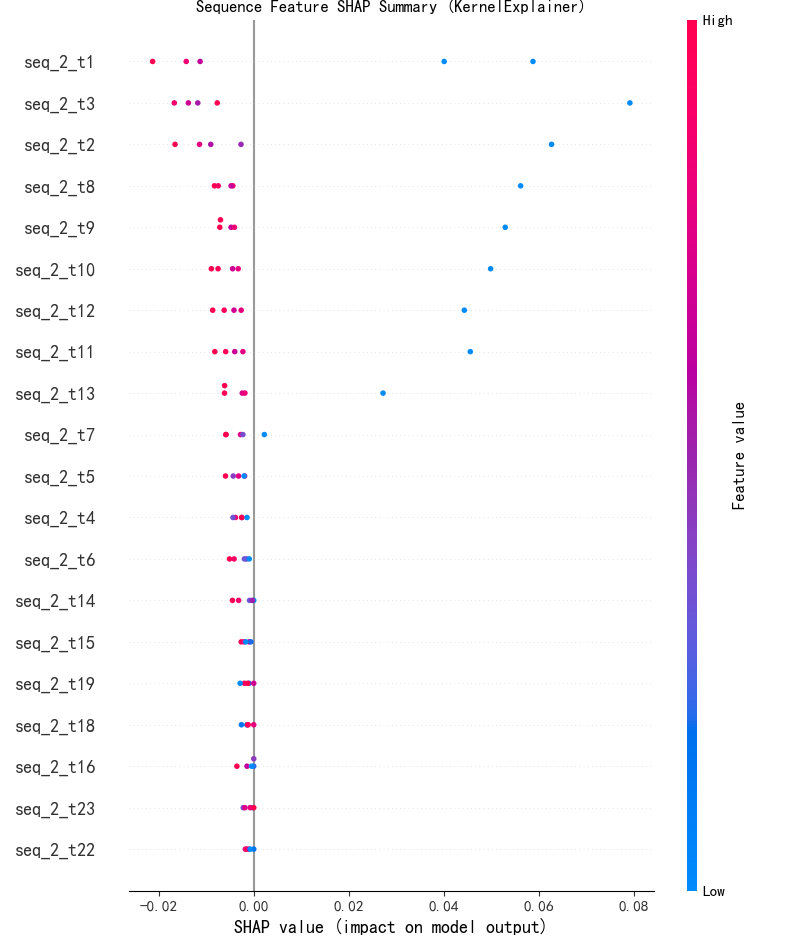 Sequence Feature SHAP Summary (KernelExplainer)
High
seq_2_t1
seq_2_t3
seq_2_t2
seq_2_t8
seq_2_t9
seq_2_t10
seq_2_t12
seq_2_t11
seq_2_t13
seq_2_t7
seq_2_t5
seq_2_t4
seq_2_t6
seq_2_t14
seq_2_t15
seq_2_t19
seq_2_t18
seq_2_t16
seq_2_t23
seq_2_t22
Feature value
Low
-0.02 0.00 0.02 0.04 0.06 0.08
SHAP value (impact on model output)